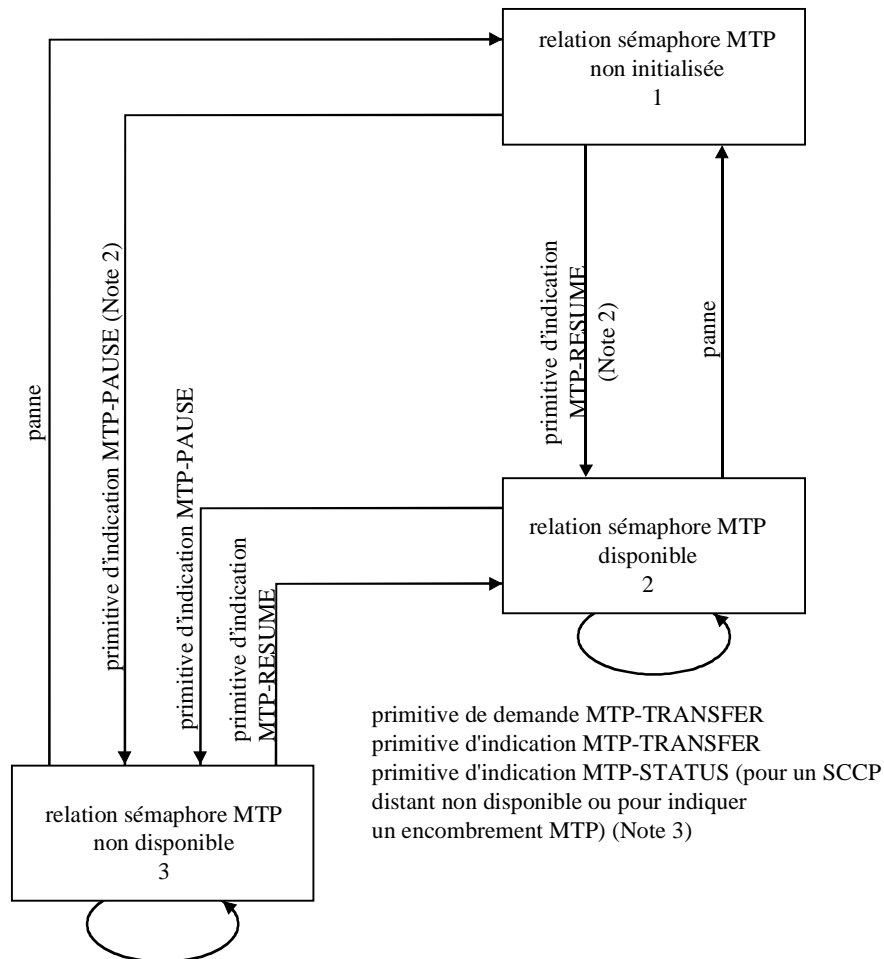 relation sémaphore MTP
non initialisée
1
panne
primitive d'indication MTP-PAUSE (Note 2)
primitive d'indication MTP-PAUSE
primitive d'indication
MTP-RESUME
primitive d'indication
MTP-RESUME
(Note 2)
panne
relation sémaphore MTP
disponible
2
primitive de demande MTP-TRANSFER
primitive d'indication MTP-TRANSFER
primitive d'indication MTP-STATUS (pour un SCCP
distant non disponible ou pour indiquer
un encombrement MTP) (Note 3)
relation sémaphore MTP
non disponible
3